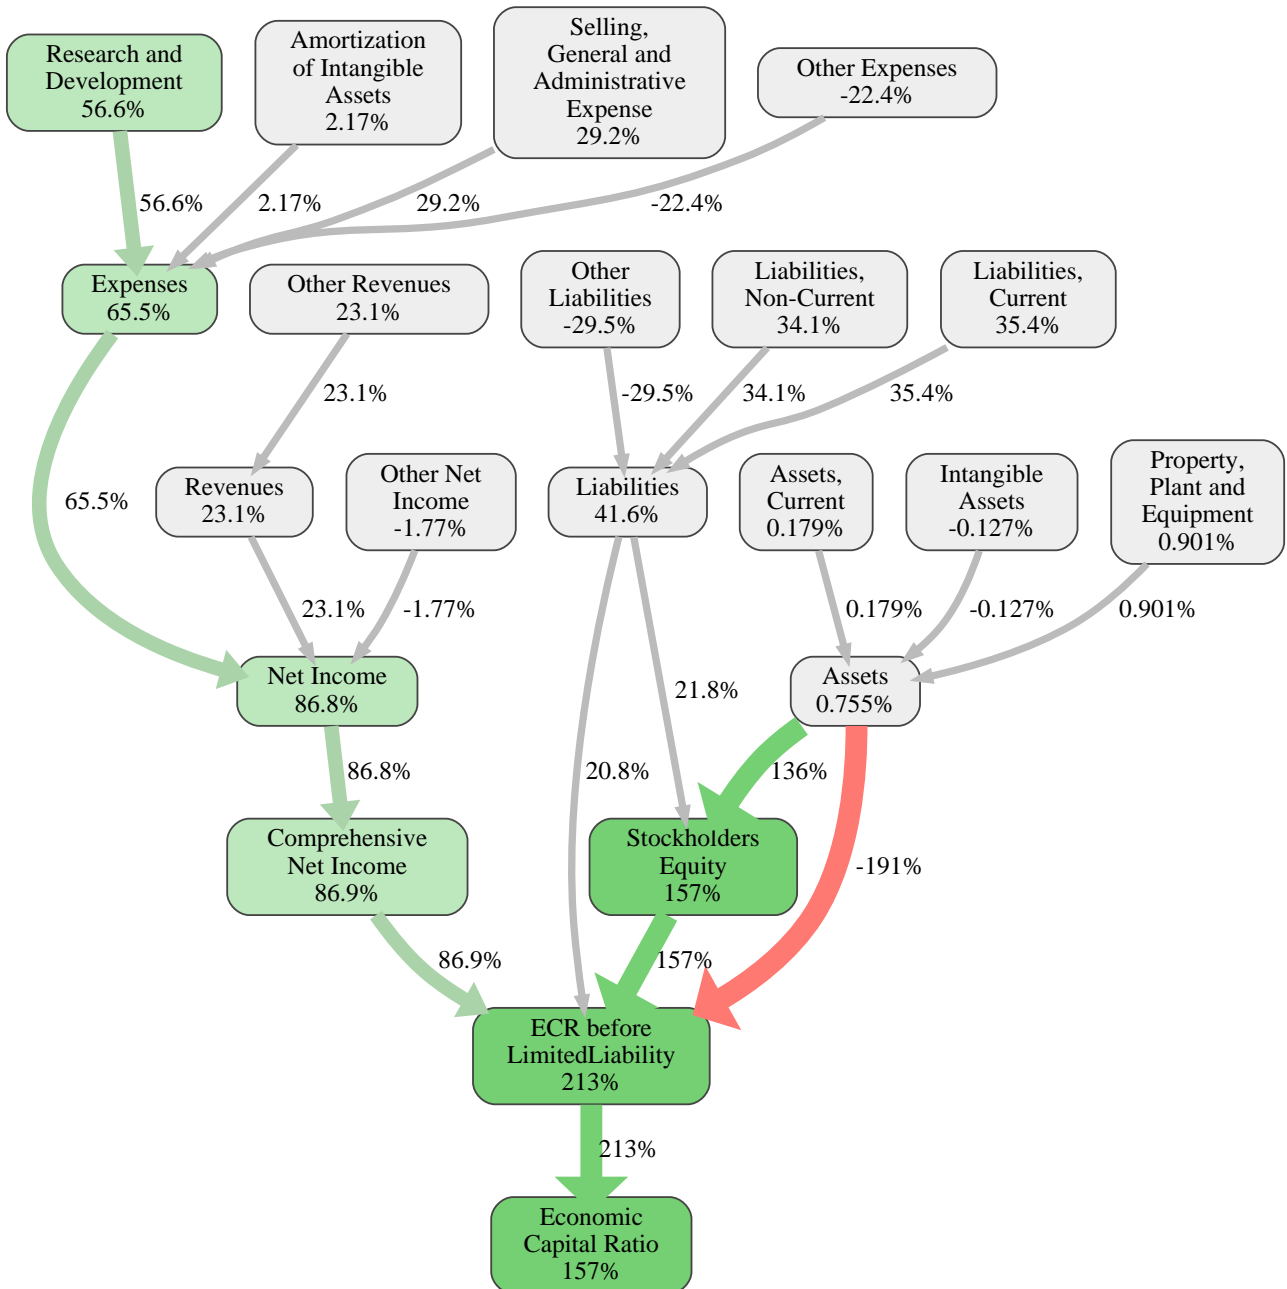 Research and
Development
56.6%
Amortization
of Intangible
Assets
2.17%
Selling,
General and
Administrative
Expense
29.2%
Other Expenses
-22.4%
56.6%
2.17%
29.2%
-22.4%
Expenses
65.5%
Other Revenues
23.1%
Other
Liabilities
-29.5%
Liabilities,
Non-Current
34.1%
Liabilities,
Current
35.4%
23.1%
-29.5%
34.1%
35.4%
65.5%
Revenues
23.1%
Other Net
Income
-1.77%
Liabilities
41.6%
Assets,
Current
0.179%
Intangible
Assets
-0.127%
Property,
Plant and
Equipment
0.901%
23.1%
-1.77%
0.179%
-0.127%
0.901%
Net Income
86.8%
21.8%
Assets
0.755%
86.8%
20.8%
136%
-191%
Comprehensive
Net Income
86.9%
Stockholders
Equity
157%
86.9%
157%
ECR before
LimitedLiability
213%
213%
Economic
Capital Ratio
157%